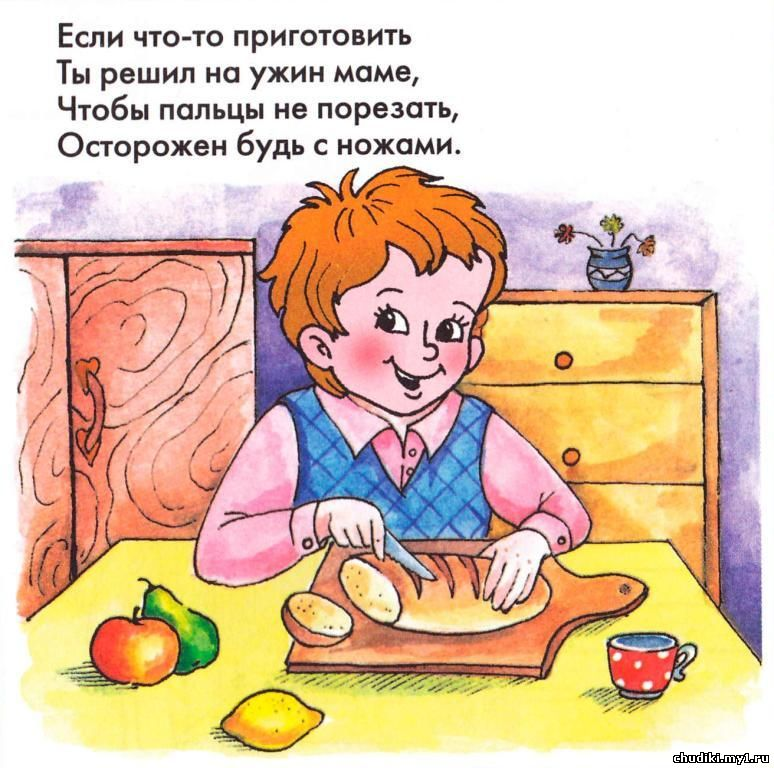 Если что-то приготовить
Ты решил на ужин маме,
Чтобы пальцы не порезать,
Осторожен будь с ножами.
chudiki.my1.ru